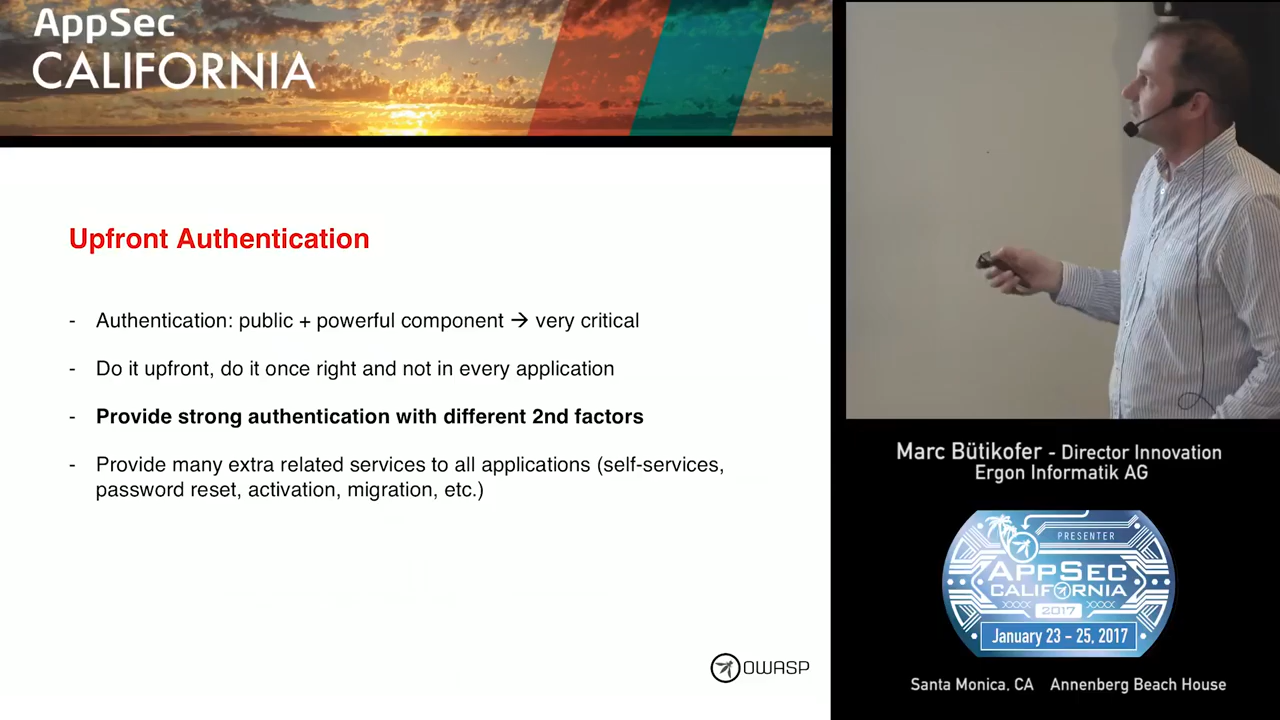 AppSec
CALIFORNIA
Upfront Authentication
- Authentication: public + powerful component → very critical
- Do it upfront, do it once right and not in every application
- Provide strong authentication with different 2nd factors
- Provide many extra related services to all applications (self-services,
password reset, activation, migration, etc.)
OWASP
Marc Bütikofer - Director Innovation
Ergon Informatik AG
PRESENTER
APPSEC
CALIFORNIA
2017
January 23 – 25, 2017
Santa Monica, CA Annenberg Beach House